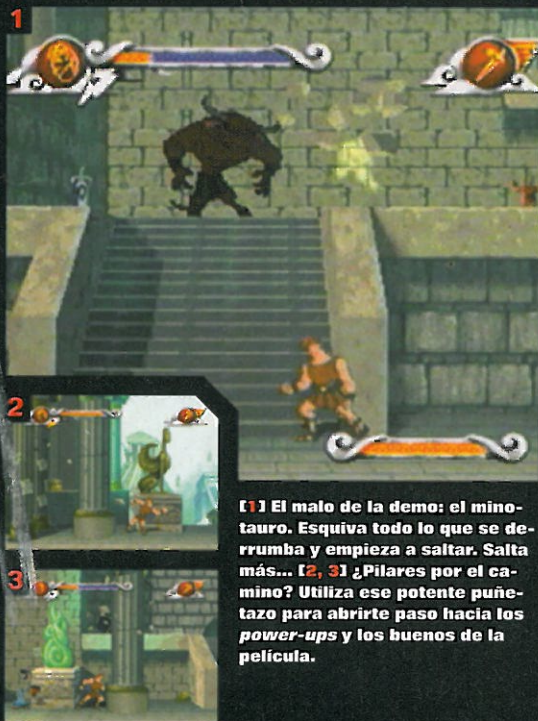 1
2
3
[1] El malo de la demo: el mino-
tauro. Esquiva todo lo que se de-
rrumba y empieza a saltar. Salta
más... [2, 3] ¿Pilares por el ca-
mino? Utiliza ese potente puñe-
tazo para abrirte paso hacia los
power-ups y los buenos de la
película.